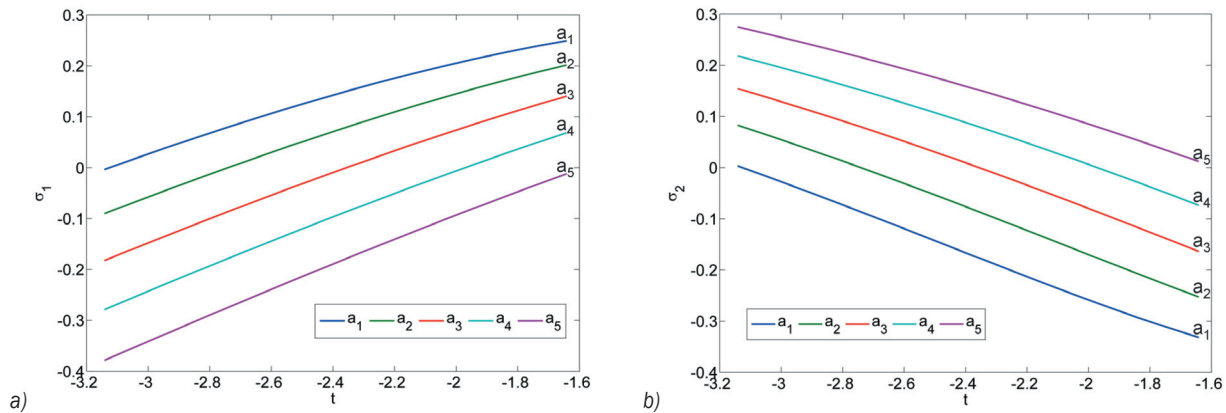 0.3
0.2
0.1
0
-0.1
-0.2
-0.3
-0.4
σ₁
a₁
a₂
a₃
a₄
a₅
a₁ a₂ a₃ a₄ a₅
-3.2 -3 -2.8 -2.6 -2.4 -2.2 -2 -1.8 -1.6
t
a)
0.3
0.2
0.1
0
-0.1
-0.2
-0.3
0.4
σ₂
a₅
a₄
a₃
a₂
a₁
a₁ a₂ a₃ a₄ a₅
-3.2 -3 -2.8 -2.6 -2.4 -2.2 -2 -1.8 -1.6
t
b)